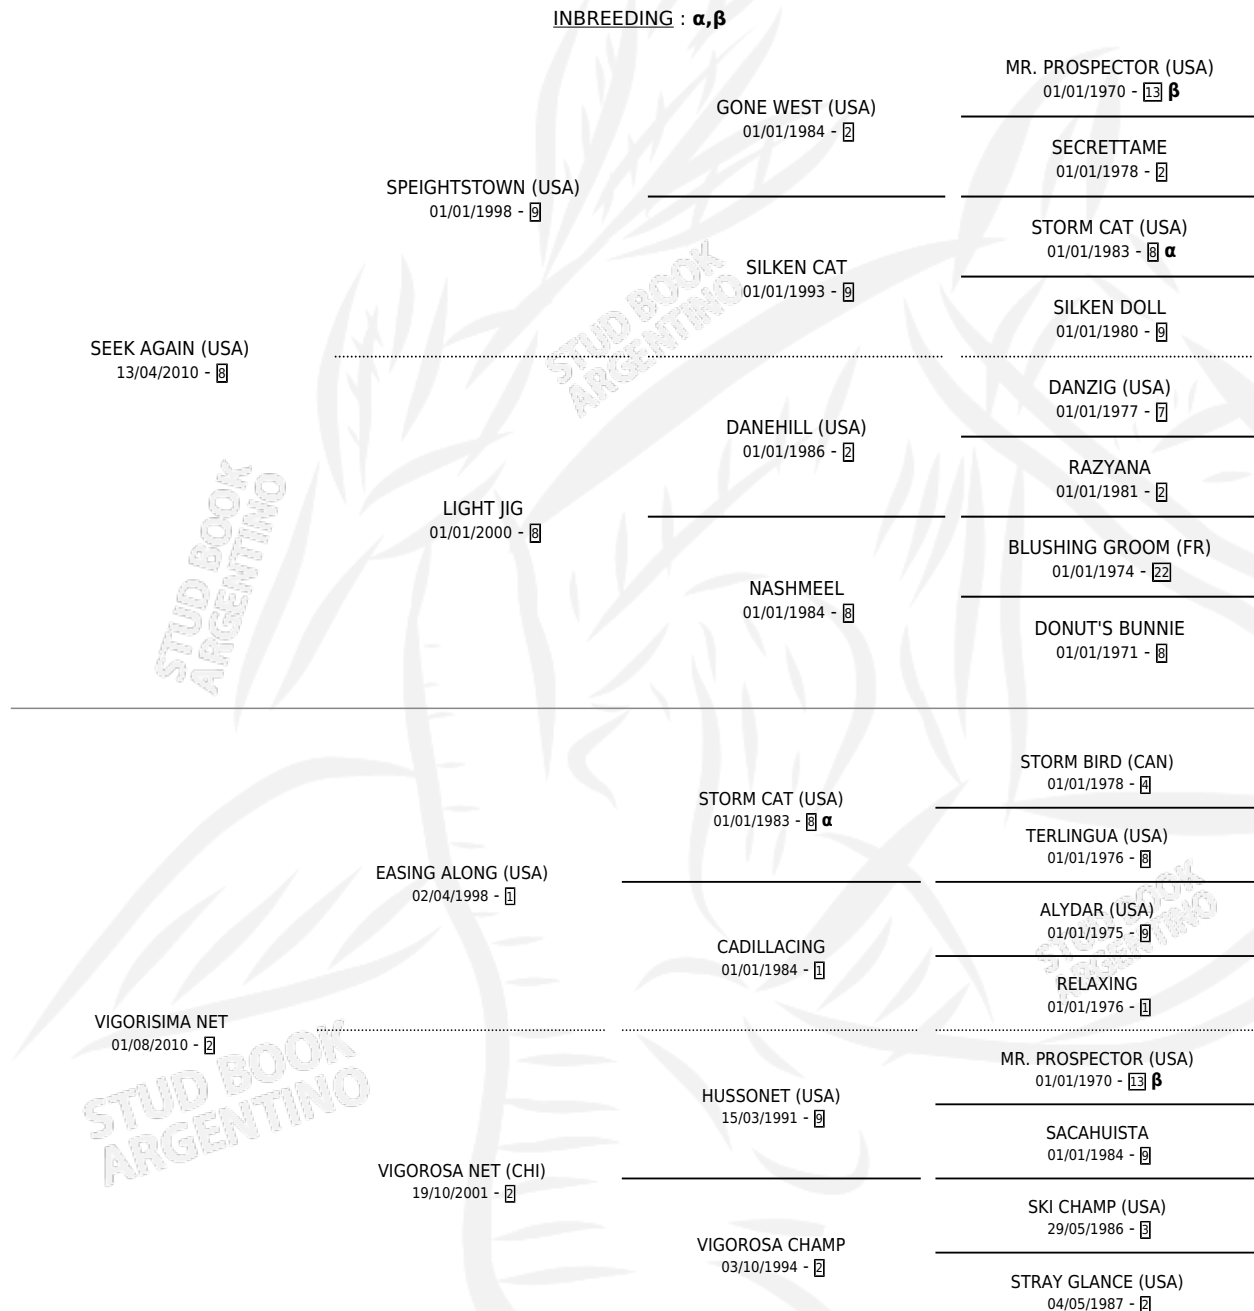 INBREEDING : α,β
MR. PROSPECTOR (USA)
01/01/1970 - 13 β
GONE WEST (USA)
01/01/1984 - 2
SECRETTAME
01/01/1978 - 2
SPEIGHTSTOWN (USA)
01/01/1998 - 9
STORM CAT (USA)
01/01/1983 - 8 α
SILKEN CAT
01/01/1993 - 9
SILKEN DOLL
01/01/1980 - 9
SEEK AGAIN (USA)
13/04/2010 - 8
DANZIG (USA)
01/01/1977 - 7
DANEHILL (USA)
01/01/1986 - 2
RAZYANA
01/01/1981 - 2
LIGHT JIG
01/01/2000 - 8
BLUSHING GROOM (FR)
01/01/1974 - 22
NASHMEEL
01/01/1984 - 8
DONUT'S BUNNIE
01/01/1971 - 8
STORM BIRD (CAN)
01/01/1978 - 4
STORM CAT (USA)
01/01/1983 - 8 α
TERLINGUA (USA)
01/01/1976 - 8
EASING ALONG (USA)
02/04/1998 - 1
ALYDAR (USA)
01/01/1975 - 9
CADILLACING
01/01/1984 - 1
RELAXING
01/01/1976 - 1
VIGORISIMA NET
01/08/2010 - 2
MR. PROSPECTOR (USA)
01/01/1970 - 13 β
HUSSONET (USA)
15/03/1991 - 9
SACAHUISTA
01/01/1984 - 9
VIGOROSA NET (CHI)
19/10/2001 - 2
SKI CHAMP (USA)
29/05/1986 - 3
VIGOROSA CHAMP
03/10/1994 - 2
STRAY GLANCE (USA)
04/05/1987 - 2
STUD BOOK
ARGENTINO
STUD BOOK
ARGENTINO
STUD BOOK
ARGENTINO
STUD BOOK
ARGENTINO